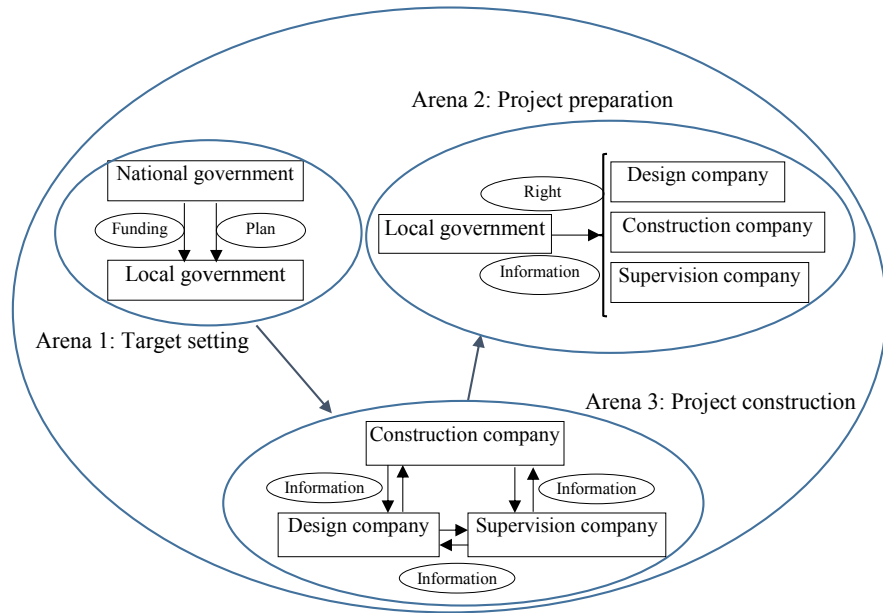 Arena 2: Project preparation
National government
Funding
Plan
Local government
Arena 1: Target setting
Right
Design company
Local government
Construction company
Information
Supervision company
Arena 3: Project construction
Construction company
Information
Information
Design company
Supervision company
Information